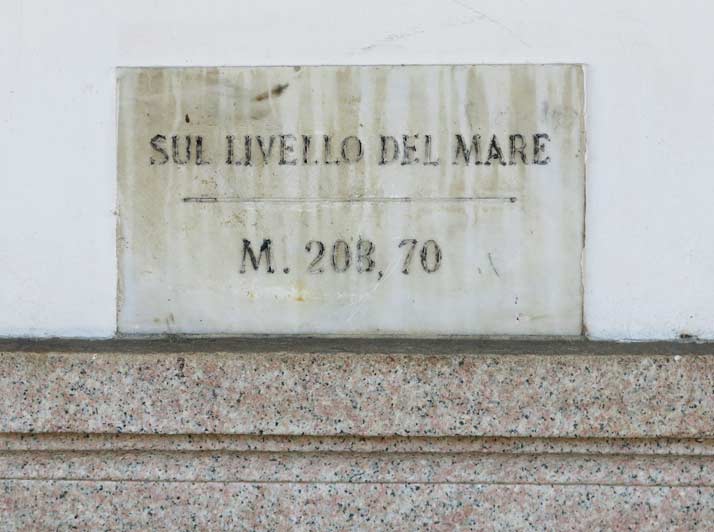 SUL LIVELLO DEL MARE
M. 208, 70